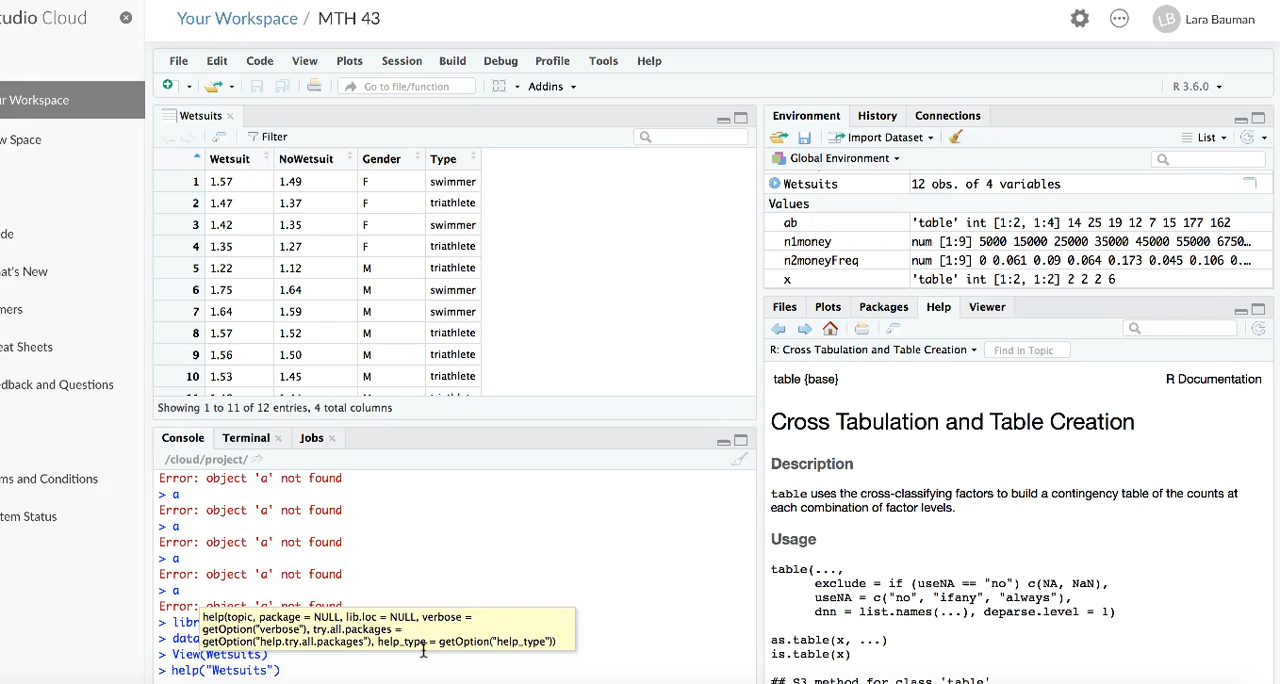 tudio Cloud
Your Workspace / MTH 43
LB Lara Bauman
r Workspace
w Space
de
at's New
mers
eat Sheets
edback and Questions
ms and Conditions
tem Status
File Edit Code View Plots Session Build Debug Profile Tools Help
Go to file/function Addins R 3.6.0
Wetsuits
Filter
Wetsuit NoWetsuit Gender Type
1 1.57 1.49 F swimmer
2 1.47 1.37 F triathlete
3 1.42 1.35 F swimmer
4 1.35 1.27 F triathlete
5 1.22 1.12 M triathlete
6 1.75 1.64 M swimmer
7 1.64 1.59 M swimmer
8 1.57 1.52 M triathlete
9 1.56 1.50 M triathlete
10 1.53 1.45 M triathlete
Showing 1 to 11 of 12 entries, 4 total columns
Console Terminal Jobs
/cloud/project/
Error: object 'a' not found
> a
Error: object 'a' not found
> a
Error: object 'a' not found
> a
Error: object 'a' not found
> a
Error: object 'a' not found
> libr
> data
> View(Wetsuits)
> help("Wetsuits")
help(topic, package = NULL, lib.loc = NULL, verbose =
getOption("verbose"), try.all.packages =
getOption("help.try.all.packages"), help_type = getOption("help_type"))
Environment History Connections
Import Dataset List
Global Environment
Wetsuits 12 obs. of 4 variables
Values
ab 'table' int [1:2, 1:4] 14 25 19 12 7 15 177 162
n1money num [1:9] 5000 15000 25000 35000 45000 55000 6750…
n2moneyFreq num [1:9] 0 0.061 0.09 0.064 0.173 0.045 0.106 0.…
x 'table' int [1:2, 1:2] 2 2 2 6
Files Plots Packages Help Viewer
R: Cross Tabulation and Table Creation Find in Topic
table {base} R Documentation
Cross Tabulation and Table Creation
Description
table uses the cross-classifying factors to build a contingency table of the counts at
each combination of factor levels.
Usage
table(...,
exclude = if (useNA == "no") c(NA, NaN),
useNA = c("no", "ifany", "always"),
dnn = list.names(...), deparse.level = 1)
as.table(x, ...)
is.table(x)
## S3 method for class 'table'